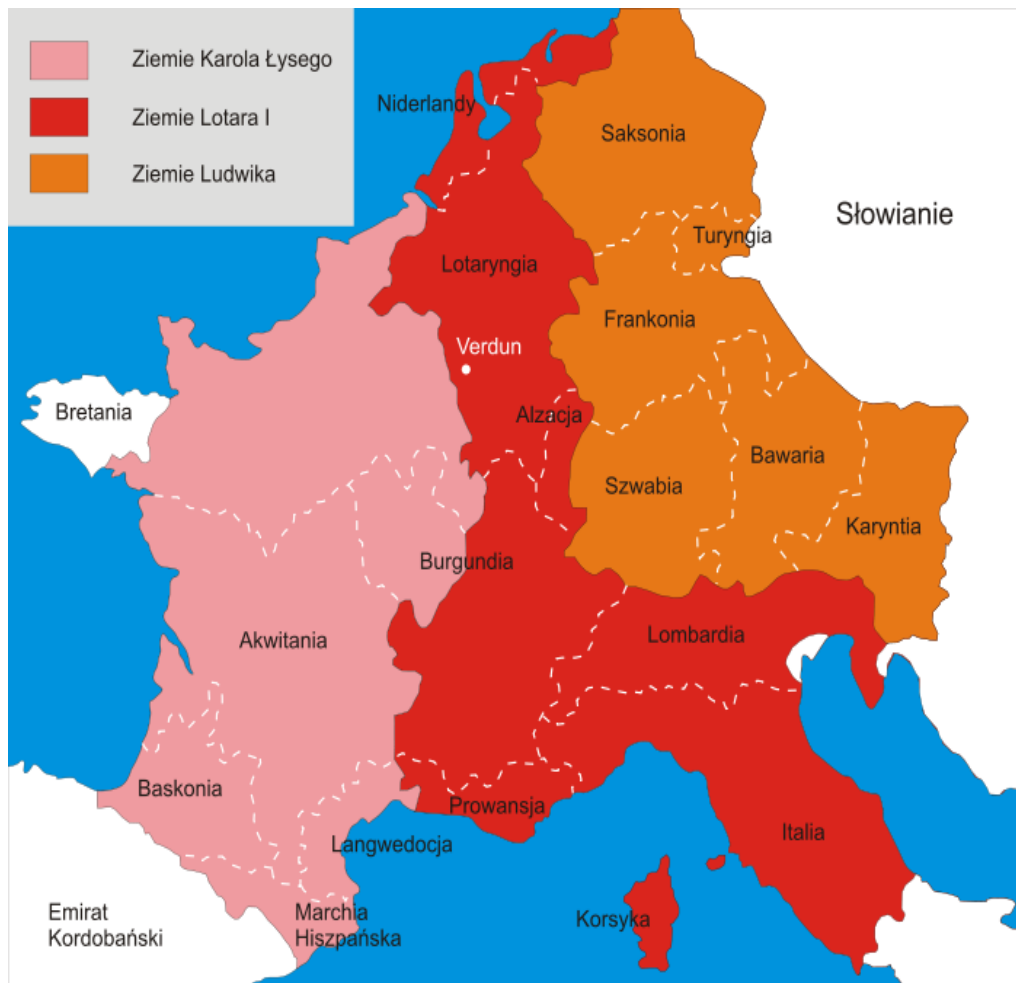 Ziemie Karola Łysego
Ziemie Lotara I
Ziemie Ludwika
Niderlandy
Saksonia
Słowianie
Turyngia
Lotaryngia
Frankonia
Verdun
Bretania
Alzacja
Bawaria
Szwabia
Karyntia
Burgundia
Akwitania
Lombardia
Baskonia
Prowansja
Italia
Langwedocja
Emirat
Kordobański
Marchia
Hiszpańska
Korsyka